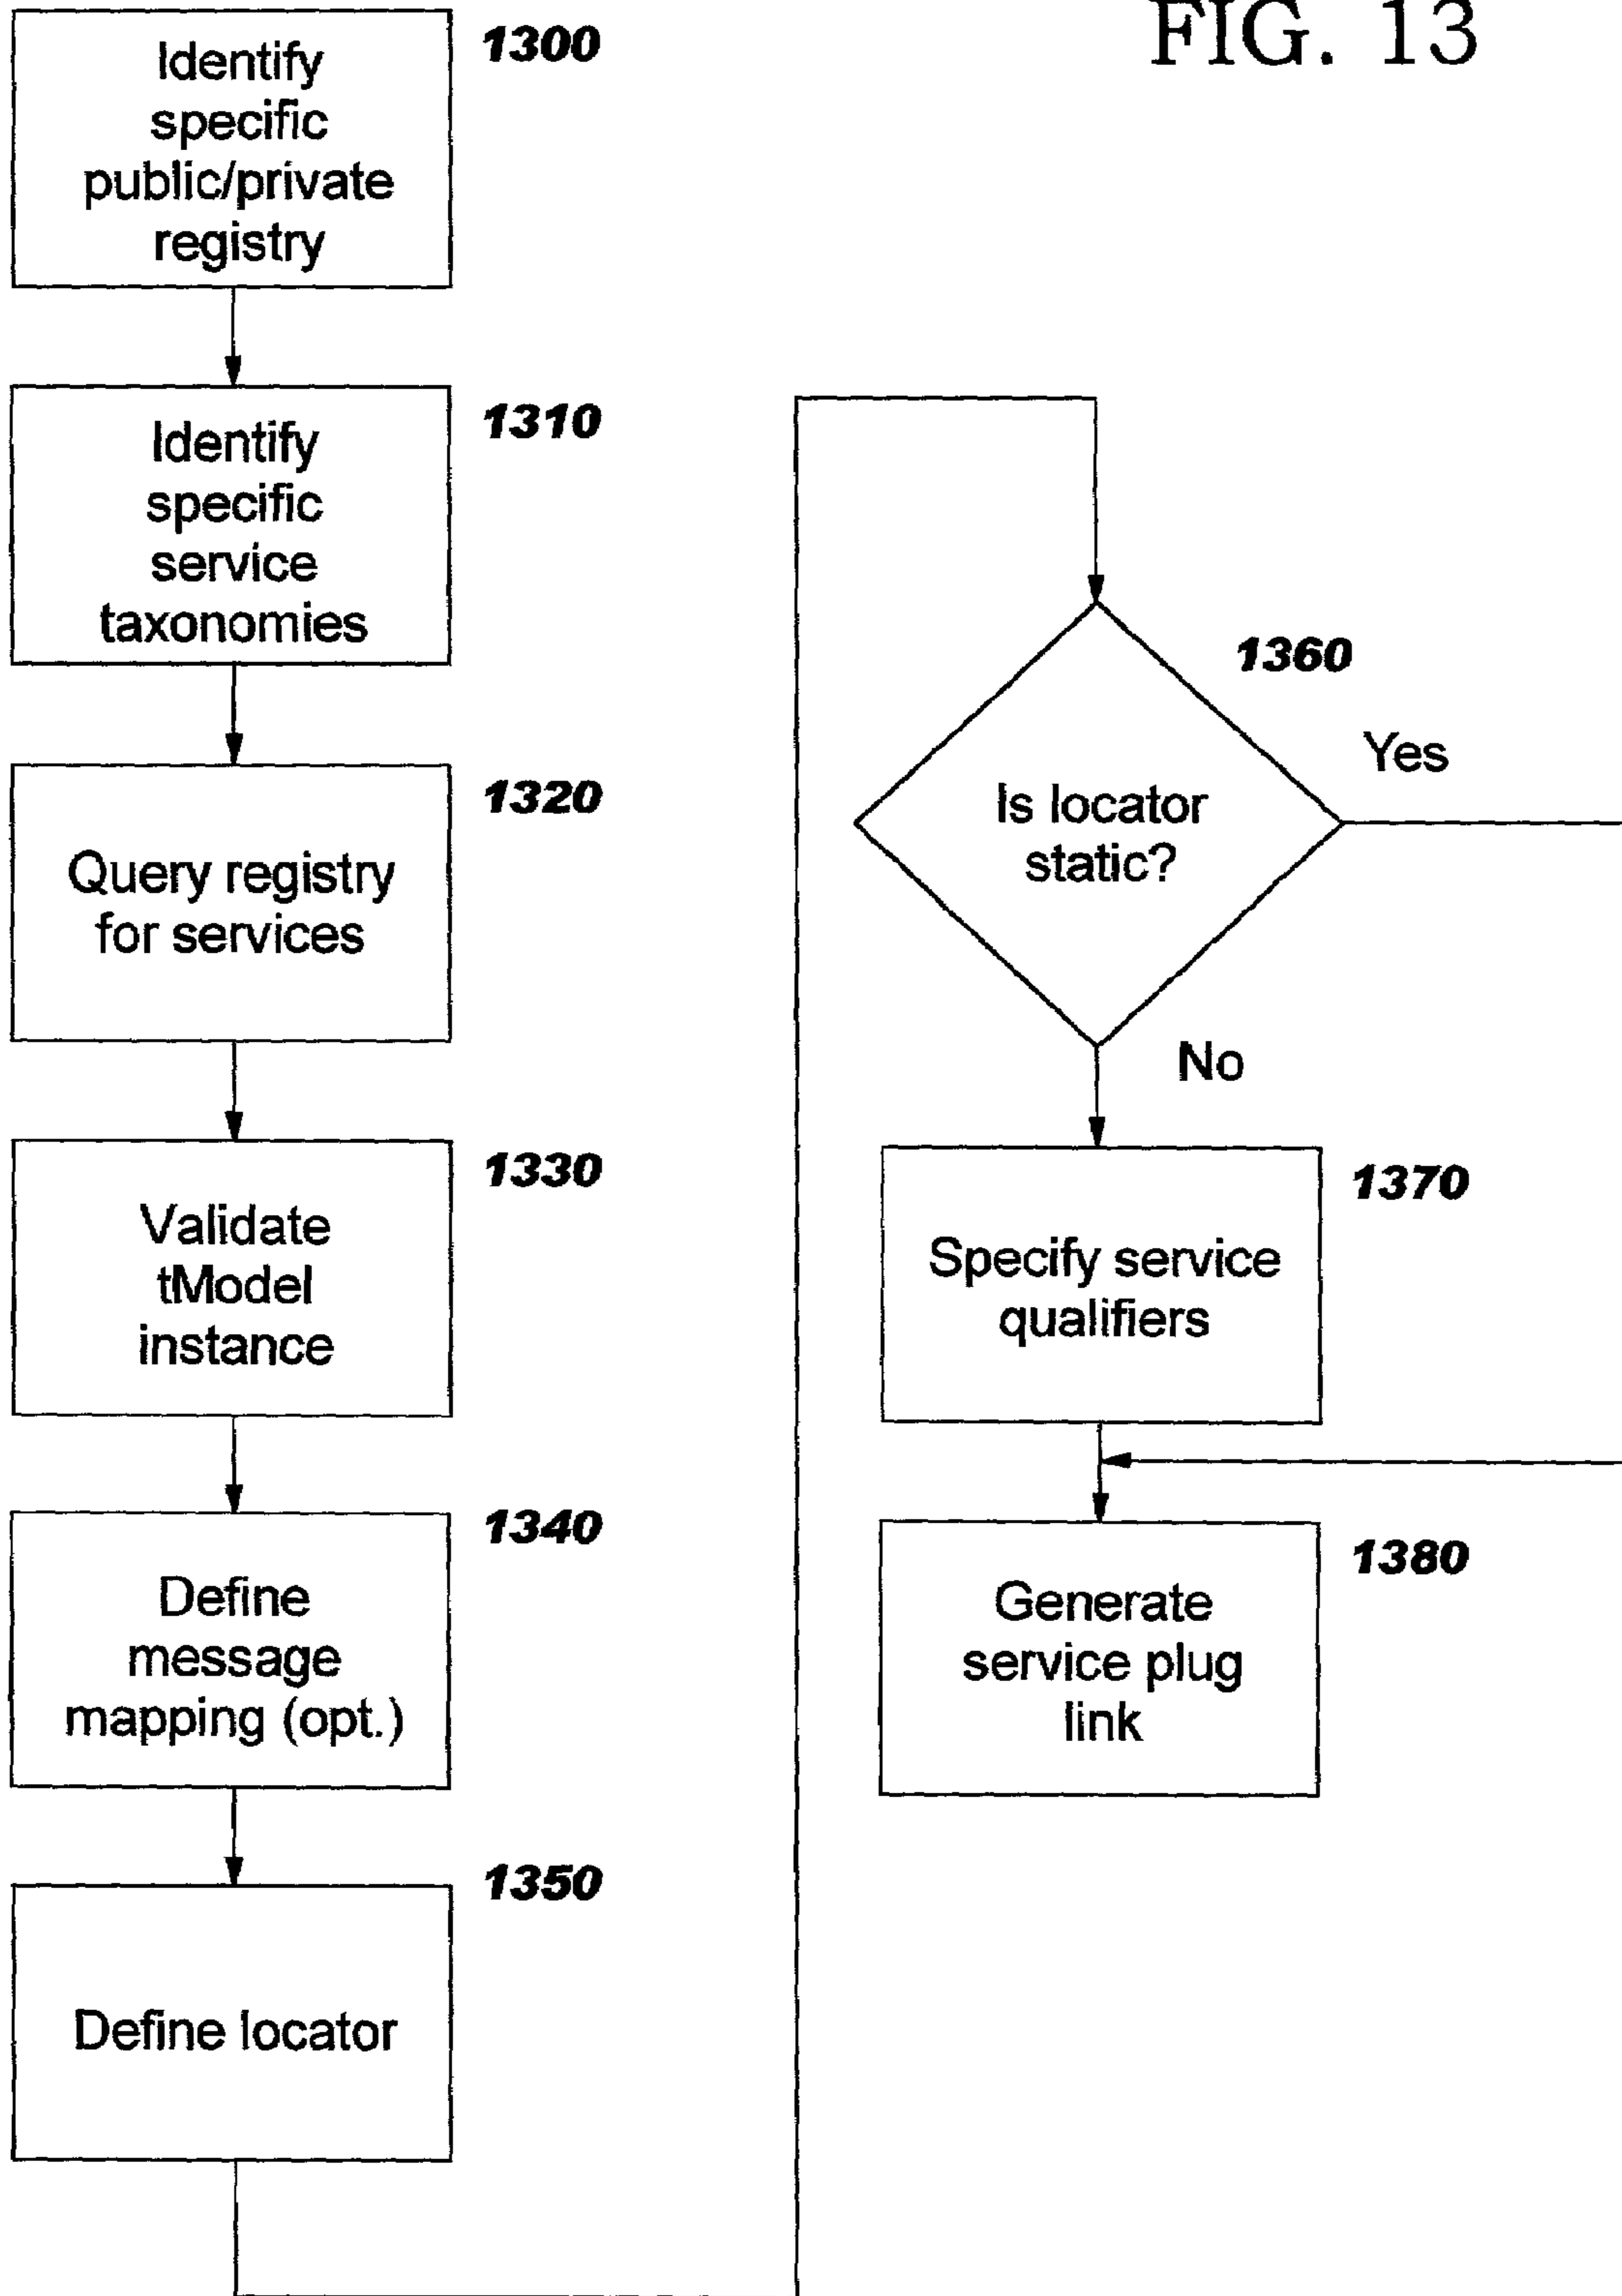 FIG. 13
1300
Identify
specific
public/private
registry
1310
Identify
specific
service
taxonomies
1320
Query registry
for services
1330
Validate
tModel
instance
1340
Define
message
mapping (opt.)
1350
Define locator
1360
Is locator
static?
Yes
No
1370
Specify service
qualifiers
1380
Generate
service plug
link